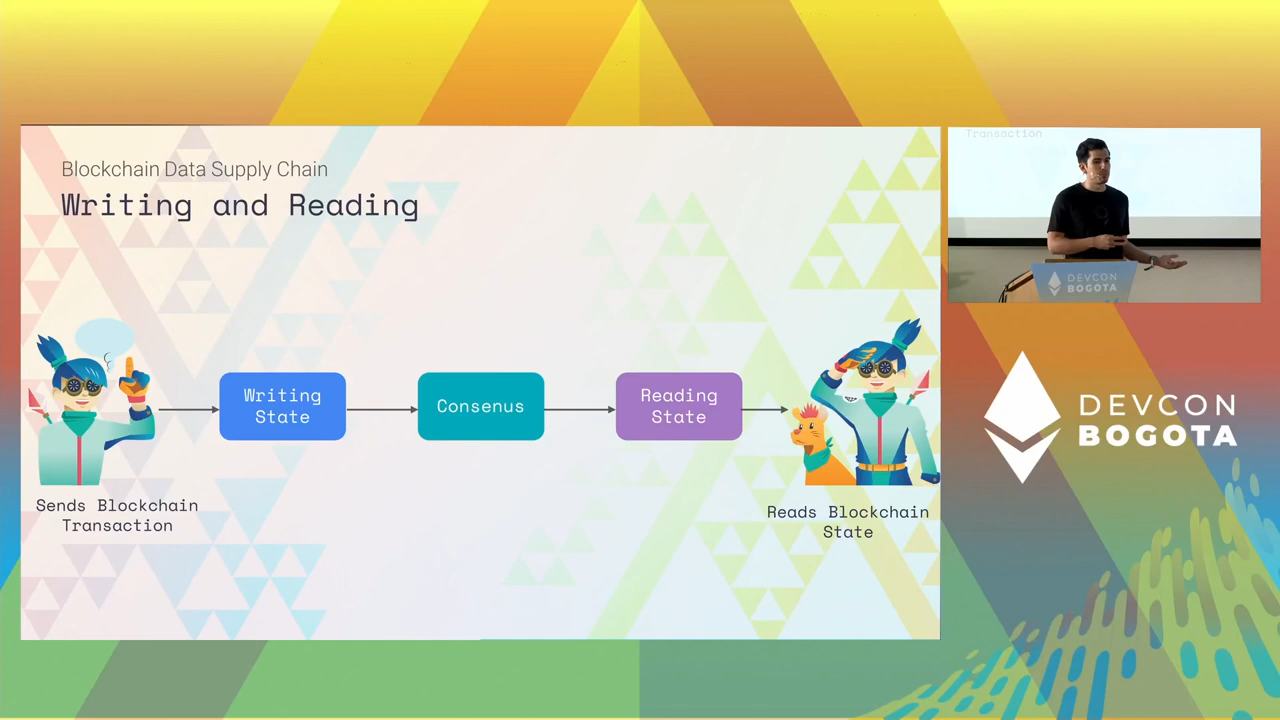 Blockchain Data Supply Chain
Writing and Reading
Writing
State
Consenus
Reading
State
Sends Blockchain
Transaction
Reads Blockchain
State
Transaction
DEVCON
BOGOTA
DEVCON
BOGOTA